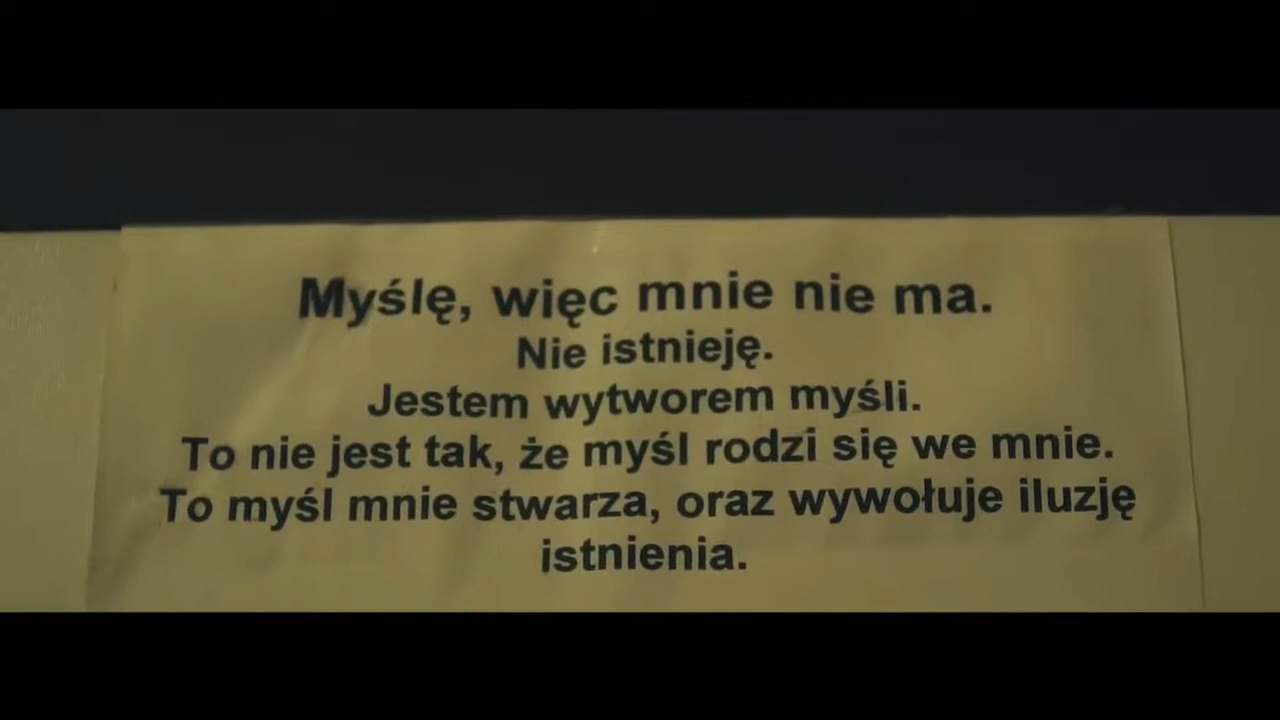 Myślę, więc mnie nie ma.
Nie istnieję.
Jestem wytworem myśli.
To nie jest tak, że myśl rodzi się we mnie.
To myśl mnie stwarza, oraz wywołuje iluzję
istnienia.